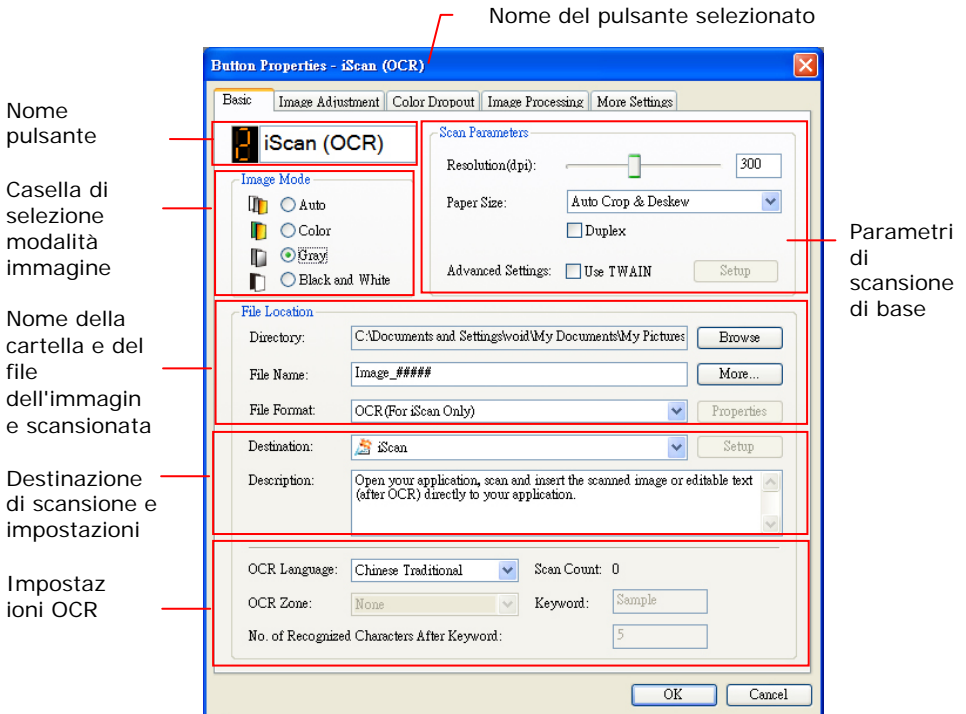 Nome del pulsante selezionato
Button Properties - iScan (OCR)
Basic
Image Adjustment
Color Dropout
Image Processing
More Settings
Nome
pulsante
2
iScan (OCR)
Casella di
selezione
modalità
immagine
Image Mode
Auto
Color
Gray
Black and White
Scan Parameters
Resolution(dpi):
300
Paper Size:
Auto Crop & Deskew
Duplex
Advanced Settings:
Use TWAIN
Setup
Parametri
di
scansione
di base
Nome della
cartella e del
file
dell'immagin
e scansionata
File Location
Directory:
C:\Documents and Settings\void\My Documents\My Pictures
Browse
File Name:
Image_#####
More...
File Format:
OCR(For iScan Only)
Properties
Destinazione
di scansione e
impostazioni
Destination:
iScan
Setup
Description:
Open your application, scan and insert the scanned image or editable text
(after OCR) directly to your application.
Impostaz
ioni OCR
OCR Language:
Chinese Traditional
Scan Count: 0
OCR Zone:
None
Keyword:
Sample
No. of Recognized Characters After Keyword:
5
OK
Cancel